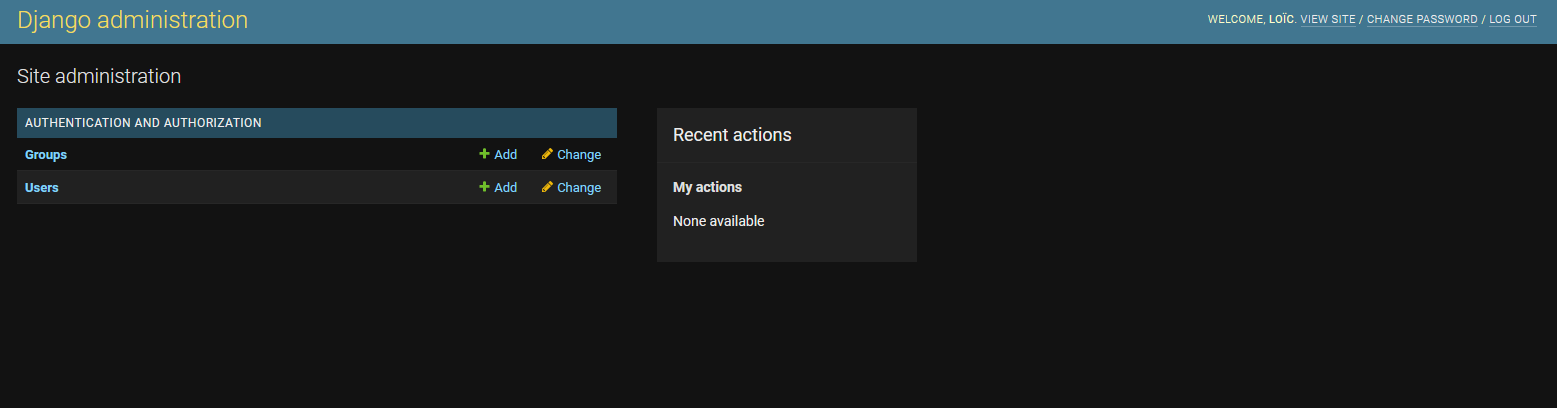 Django administration
WELCOME, LOÏC. VIEW SITE / CHANGE PASSWORD / LOG OUT
Site administration
AUTHENTICATION AND AUTHORIZATION
Groups Add Change
Users Add Change
Recent actions
My actions
None available